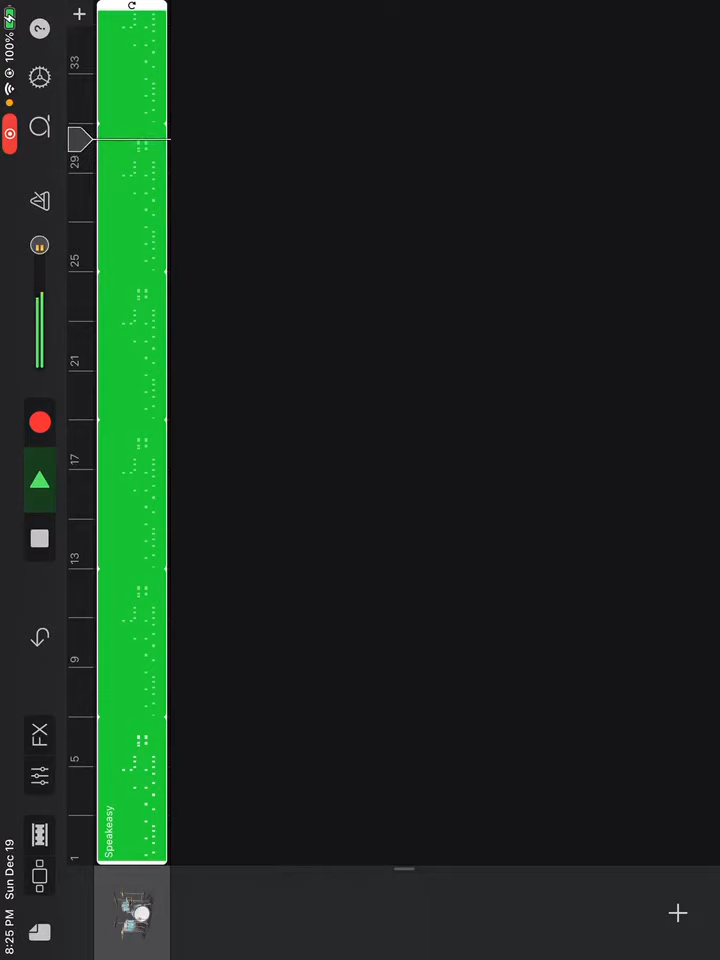 8:25 PM Sun Dec 19
100%
FX
?
1 5 9 13 17 21 25 29 33
Speakeasy